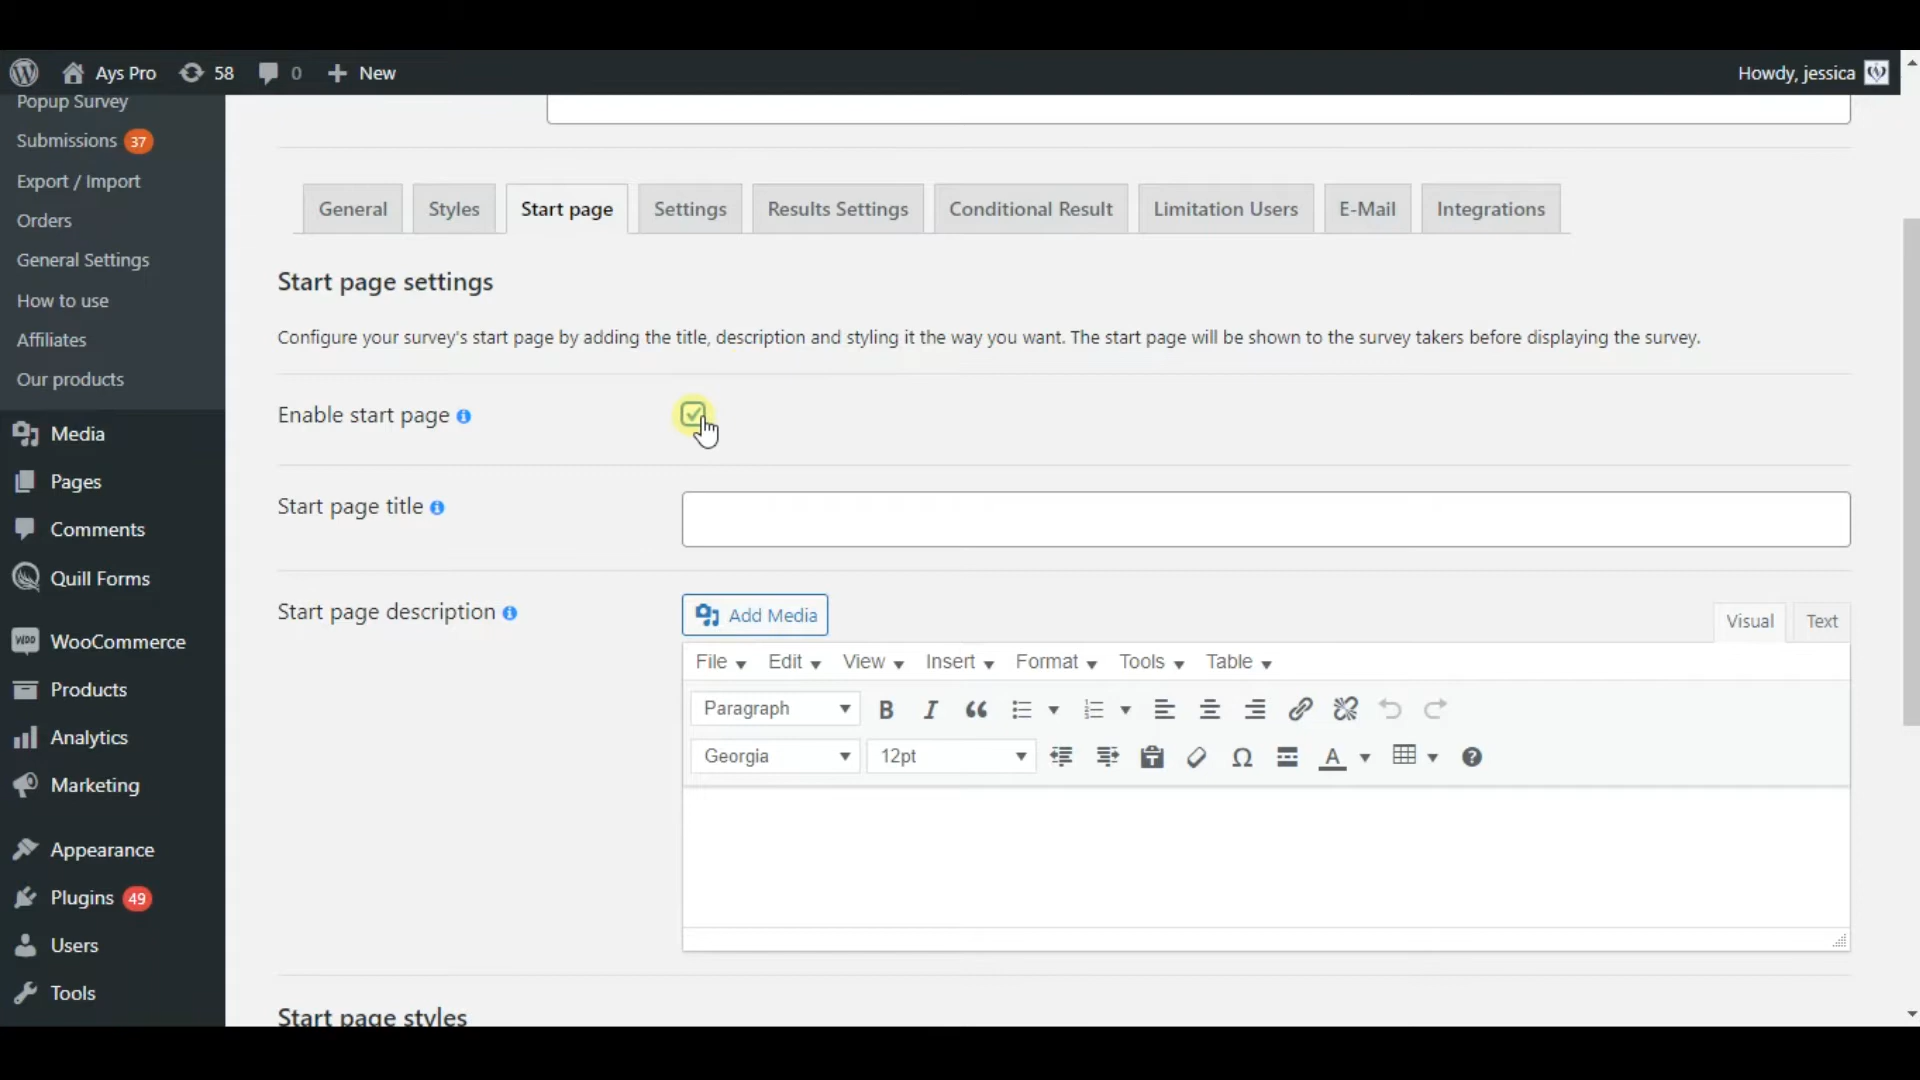 Ays Pro 58 0 New Howdy, jessica
Popup Survey
Submissions 37
Export / Import
Orders
General Settings
How to use
Affiliates
Our products
Media
Pages
Comments
Quill Forms
WooCommerce
Products
Analytics
Marketing
Appearance
Plugins 49
Users
Tools
General Styles Start page Settings Results Settings Conditional Result Limitation Users E-Mail Integrations
Start page settings
Configure your survey's start page by adding the title, description and styling it the way you want. The start page will be shown to the survey takers before displaying the survey.
Enable start page
Start page title
Start page description
Add Media
Visual Text
File Edit View Insert Format Tools Table
Paragraph
Georgia 12pt
Start page styles